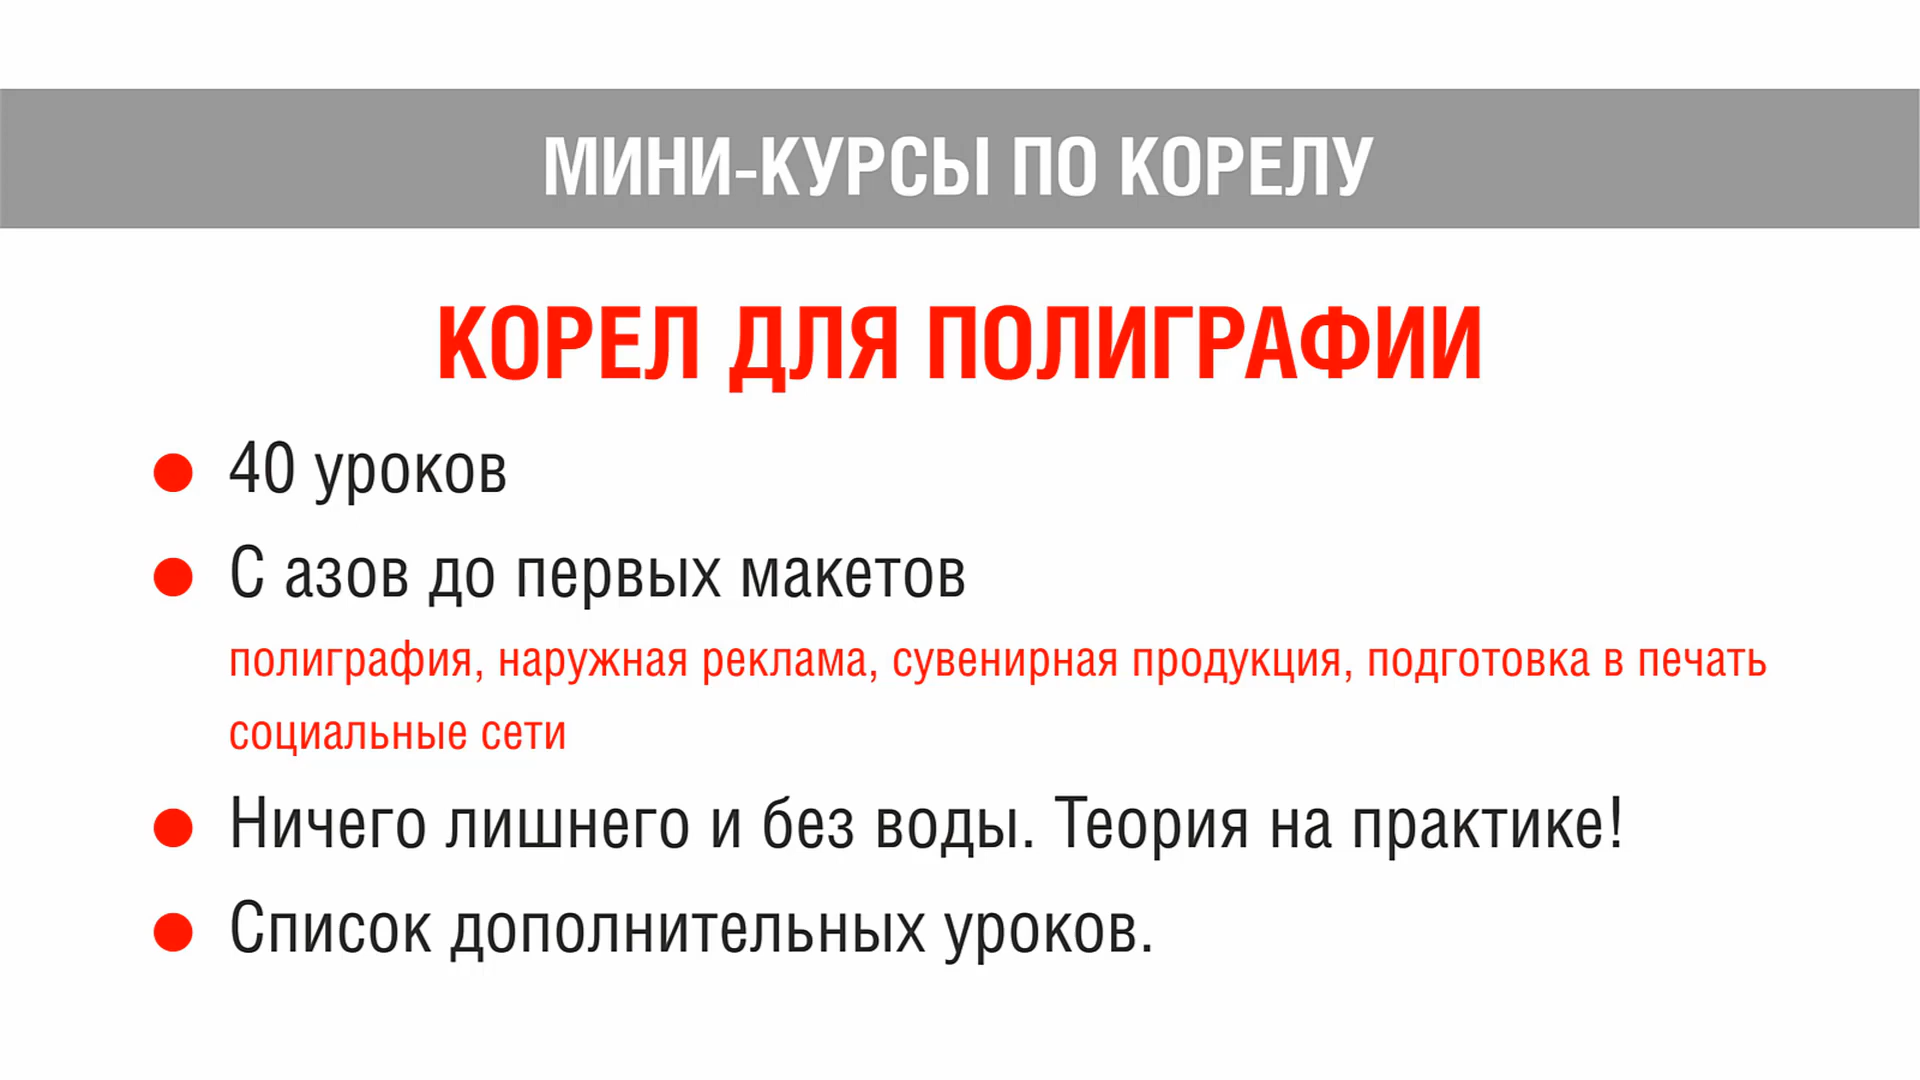 МИНИ-КУРСЫ ПО КОРЕЛУ
КОРЕЛ ДЛЯ ПОЛИГРАФИИ
40 уроков
С азов до первых макетов
полиграфия, наружная реклама, сувенирная продукция, подготовка в печать
социальные сети
Ничего лишнего и без воды. Теория на практике!
Список дополнительных уроков.